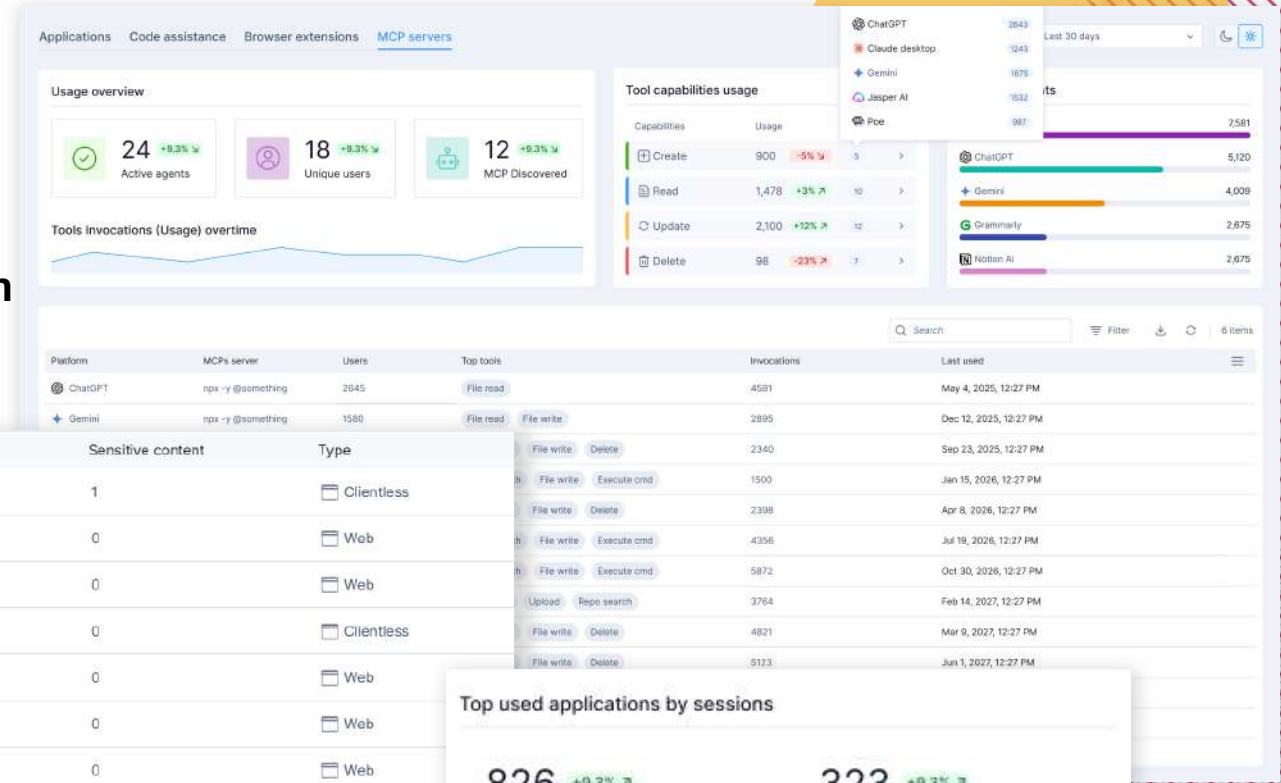 ChatGPT 2643
Applications Code assistance Browser extensions MCP servers
Last 30 days
Claude desktop 1243
Gemini 1875
Jasper AI 1532
Poe 987
Usage overview
24 +9.3%
Active agents
18 +9.3%
Unique users
12 +9.3%
MCP Discovered
Tools Invocations (Usage) overtime
Tool capabilities usage
Capabilities Usage
Create 900 -5% 5
Read 1,478 +3% 10
Update 2,100 +12% 12
Delete 98 -23% 7
7,581
ChatGPT 5,120
Gemini 4,009
Grammarly 2,675
Notion AI 2,675
Search Filter 6 items
Platform MCPs server Users Top tools Invocations Last used
ChatGPT npx -y @something 2645 File read 4581 May 4, 2025, 12:27 PM
Gemini npx -y @something 1580 File read File write 2895 Dec 12, 2025, 12:27 PM
File write Delete 2340 Sep 23, 2025, 12:27 PM
File write Execute cmd 1500 Jan 15, 2026, 12:27 PM
File write Delete 2398 Apr 8, 2026, 12:27 PM
File write Execute cmd 4356 Jul 19, 2026, 12:27 PM
File write Execute cmd 5872 Oct 30, 2026, 12:27 PM
Upload Repo search 3764 Feb 14, 2027, 12:27 PM
File write Delete 4821 Mar 9, 2027, 12:27 PM
File write Delete 5123 Jun 1, 2027, 12:27 PM
Sensitive content Type
1 Clientless
0 Web
0 Web
0 Clientless
0 Web
0 Web
0 Web
Top used applications by sessions
826 +9.3%
323 +9.3%